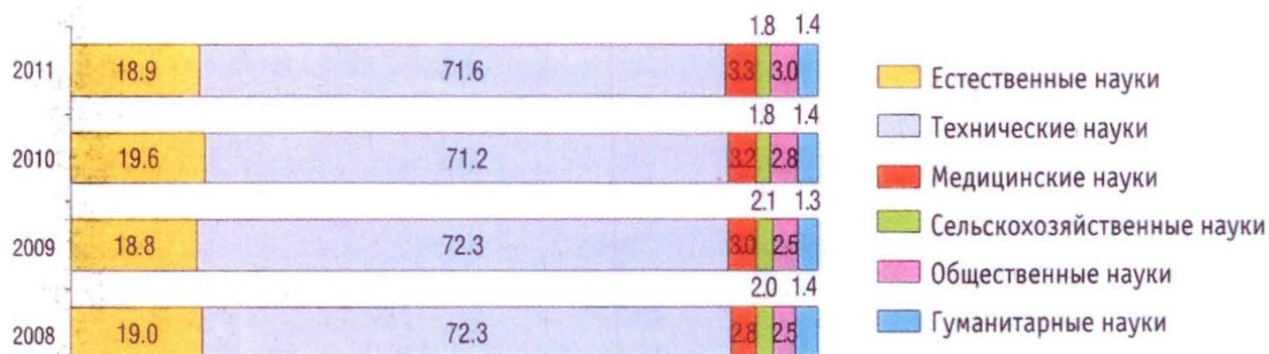 1.8 1.4
2011 18.9 71.6 3.3 3.0
1.8 1.4
2010 19.6 71.2 3.2 2.8
2.1 1.3
2009 18.8 72.3 3.0 2.5
2.0 1.4
2008 19.0 72.3 2.8 2.5
Естественные науки
Технические науки
Медицинские науки
Сельскохозяйственные науки
Общественные науки
Гуманитарные науки